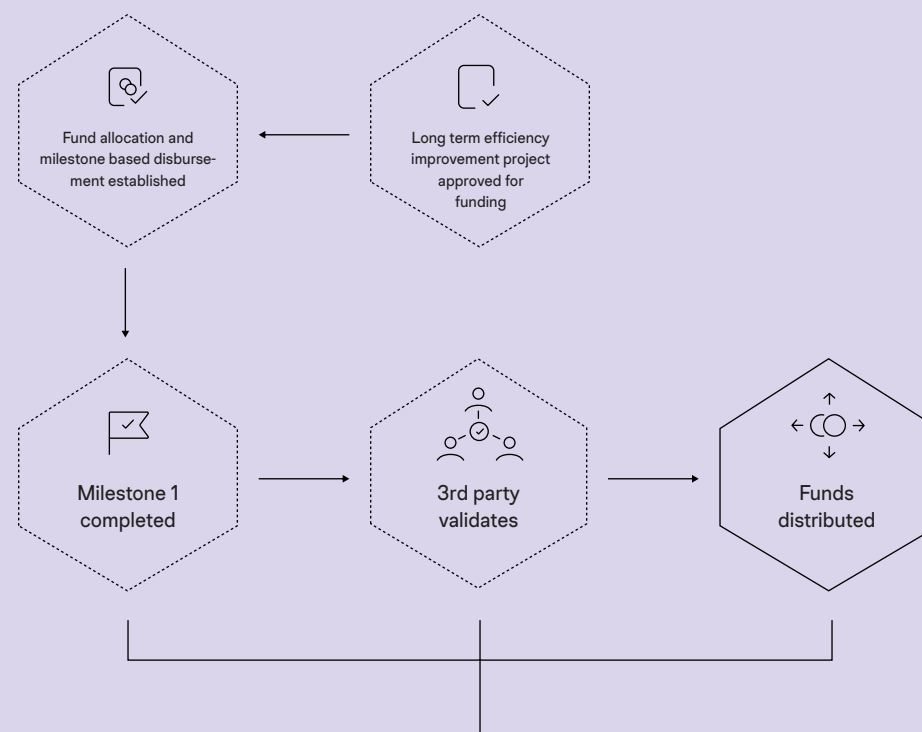 Fund allocation and
milestone based disburse-
ment established
Long term efficiency
improvement project
approved for
funding
Milestone 1
completed
3rd party
validates
Funds
distributed